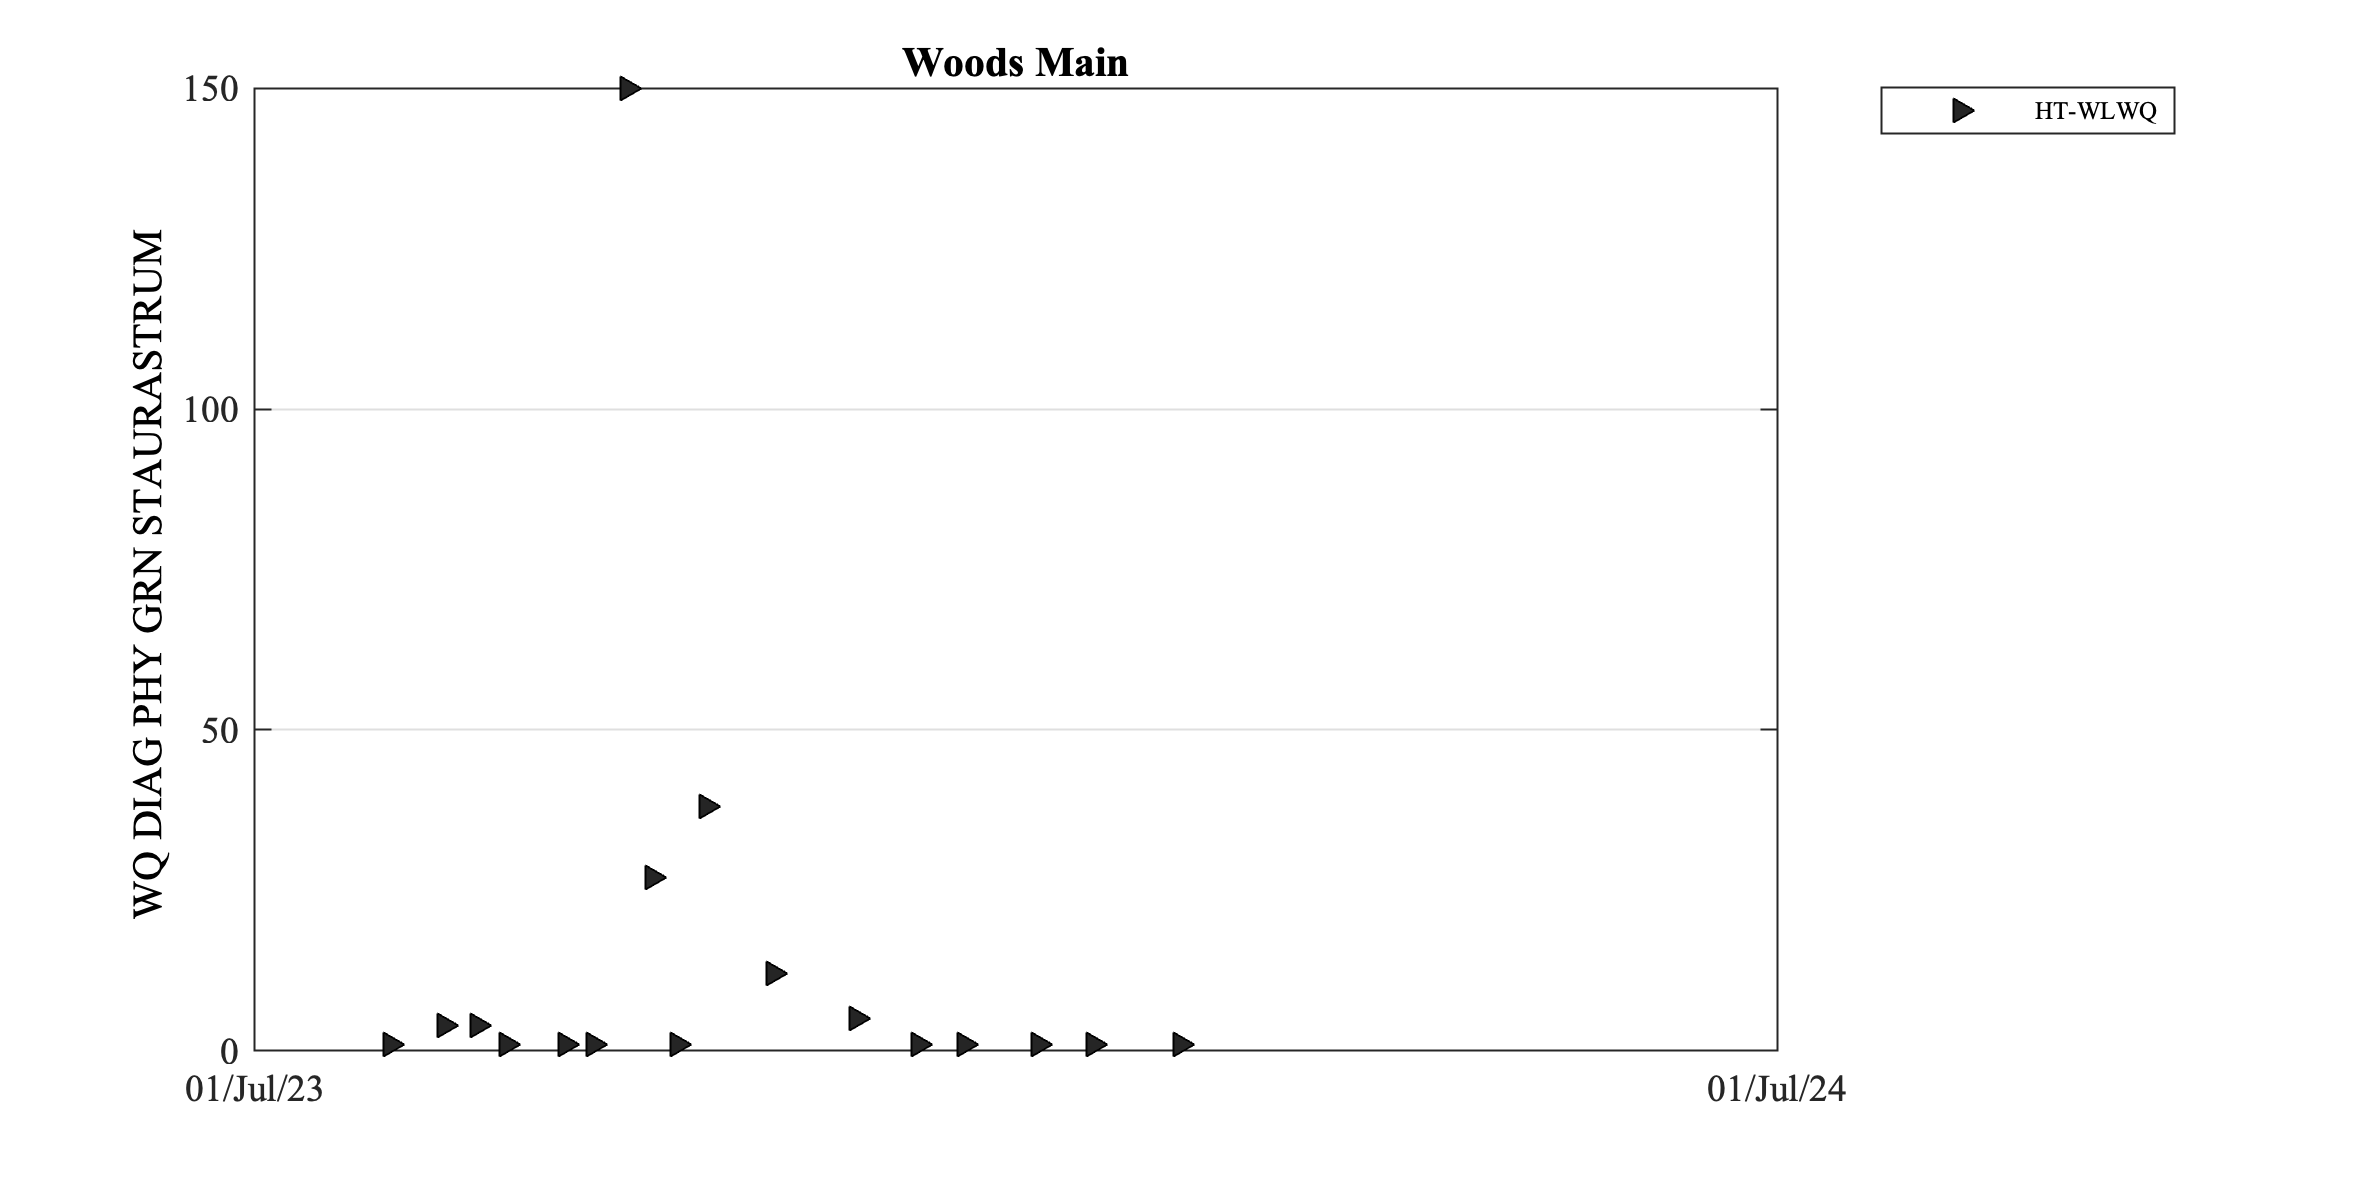 Woods Main
HT-WLWQ
150
100
50
0
WQ DIAG PHY GRN STAURASTRUM
01/Jul/23
01/Jul/24